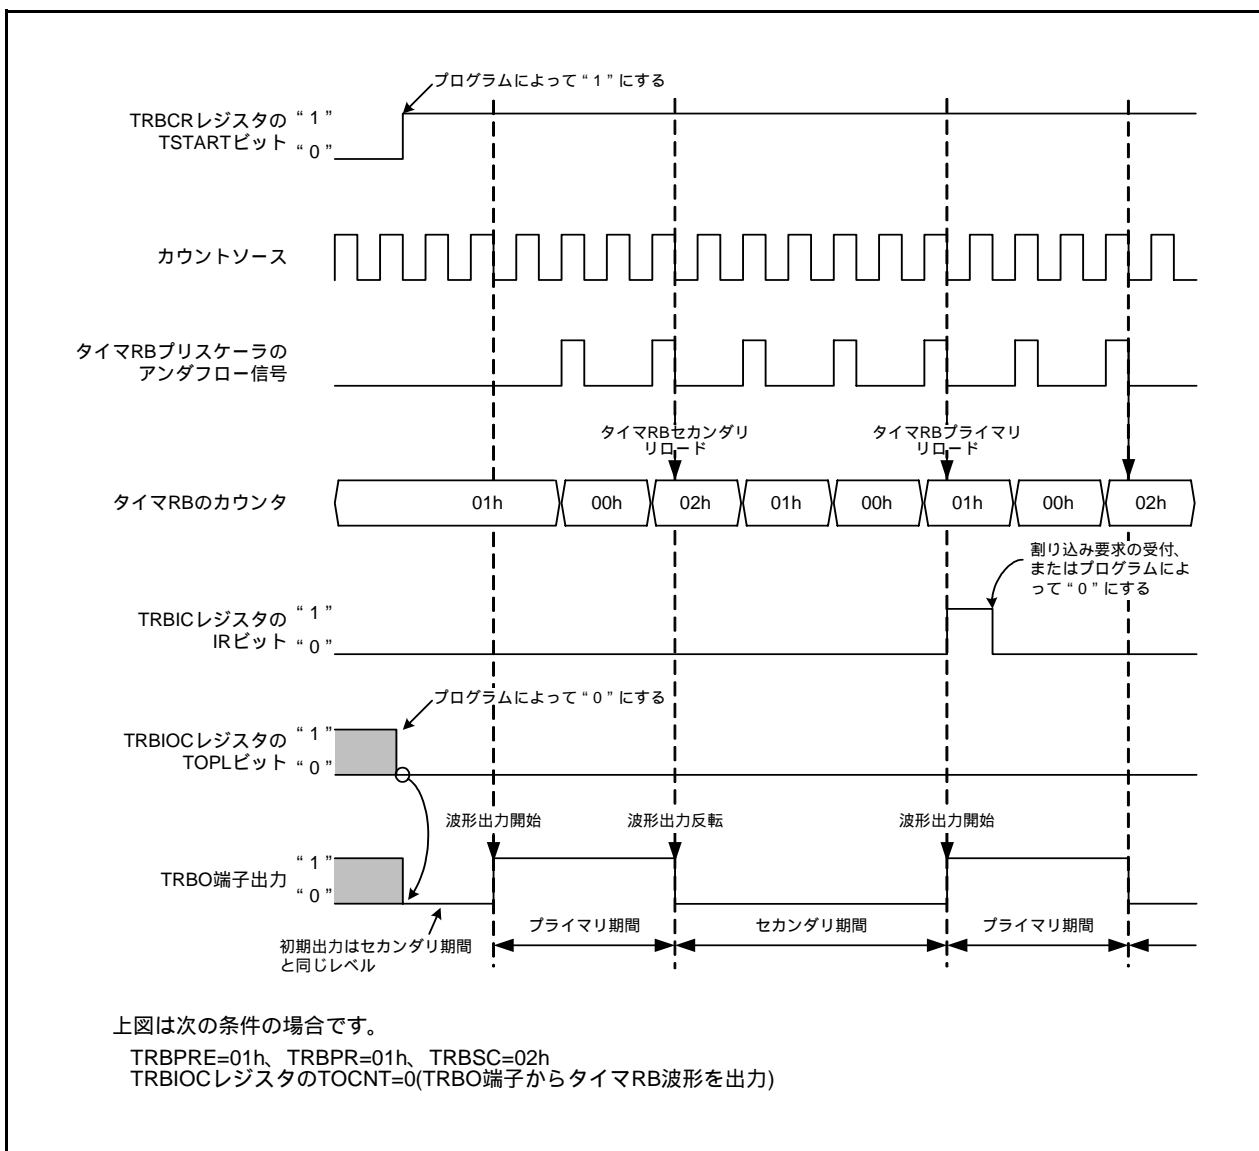 プログラムによって“1”にする
TRBCRレジスタの
TSTARTビット
“1”
“0”
カウントソース
タイマRBプリスケーラの
アンダフロー信号
タイマRBセカンダリ
リロード
タイマRBプライマリ
リロード
タイマRBのカウンタ
01h
00h
02h
01h
00h
01h
00h
02h
割り込み要求の受付、
またはプログラムによ
って“0”にする
TRBICレジスタの
IRビット
“1”
“0”
プログラムによって“0”にする
TRBIOCレジスタの
TOPLビット
“1”
“0”
波形出力開始
波形出力反転
波形出力開始
TRBO端子出力
“1”
“0”
プライマリ期間
セカンダリ期間
プライマリ期間
初期出力はセカンダリ期間
と同じレベル
上図は次の条件の場合です。
TRBPRE=01h、TRBPR=01h、TRBSC=02h
TRBIOCレジスタのTOCNT=0(TRBO端子からタイマRB波形を出力)